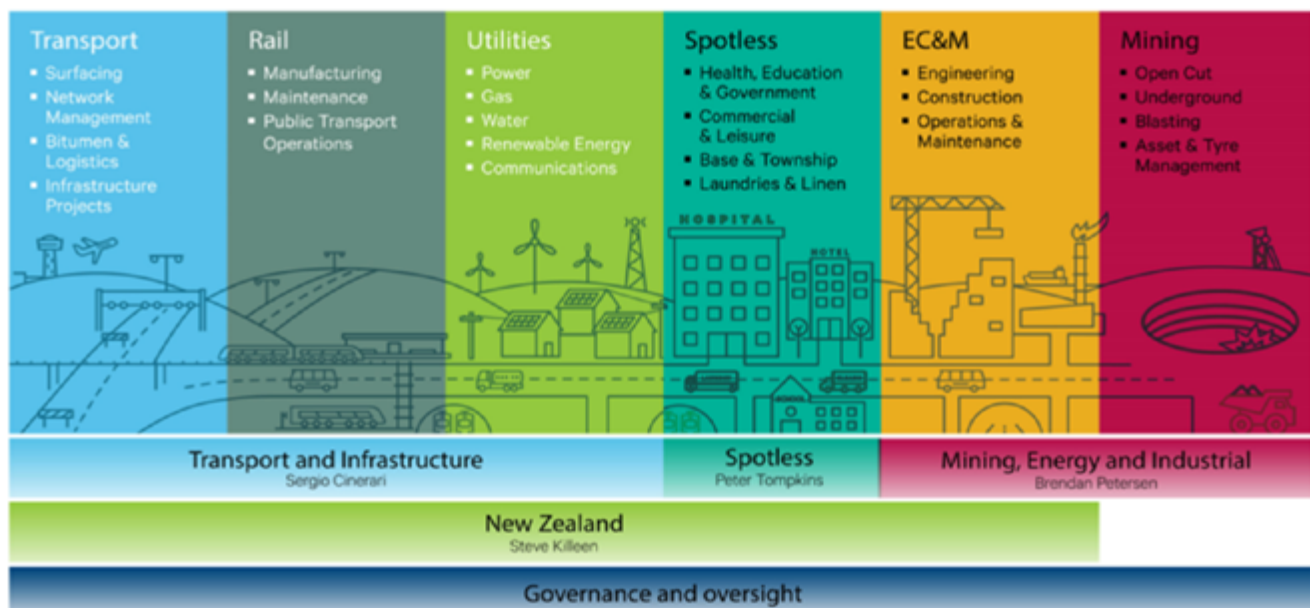 Transport
▪ Surfacing
▪ Network
Management
▪ Bitumen &
Logistics
▪ Infrastructure
Projects
Rail
▪ Manufacturing
▪ Maintenance
▪ Public Transport
Operations
Utilities
▪ Power
▪ Gas
▪ Water
▪ Renewable Energy
▪ Communications
Spotless
▪ Health, Education
& Government
▪ Commercial
& Leisure
▪ Base & Township
▪ Laundries & Linen
EC&M
▪ Engineering
▪ Construction
▪ Operations &
Maintenance
Mining
▪ Open Cut
▪ Underground
▪ Blasting
▪ Asset & Tyre
Management
HOSPITAL
HOTEL
SCHOOL
Transport and Infrastructure
Sergio Cinerari
Spotless
Peter Tompkins
Mining, Energy and Industrial
Brendan Petersen
New Zealand
Steve Killeen
Governance and oversight